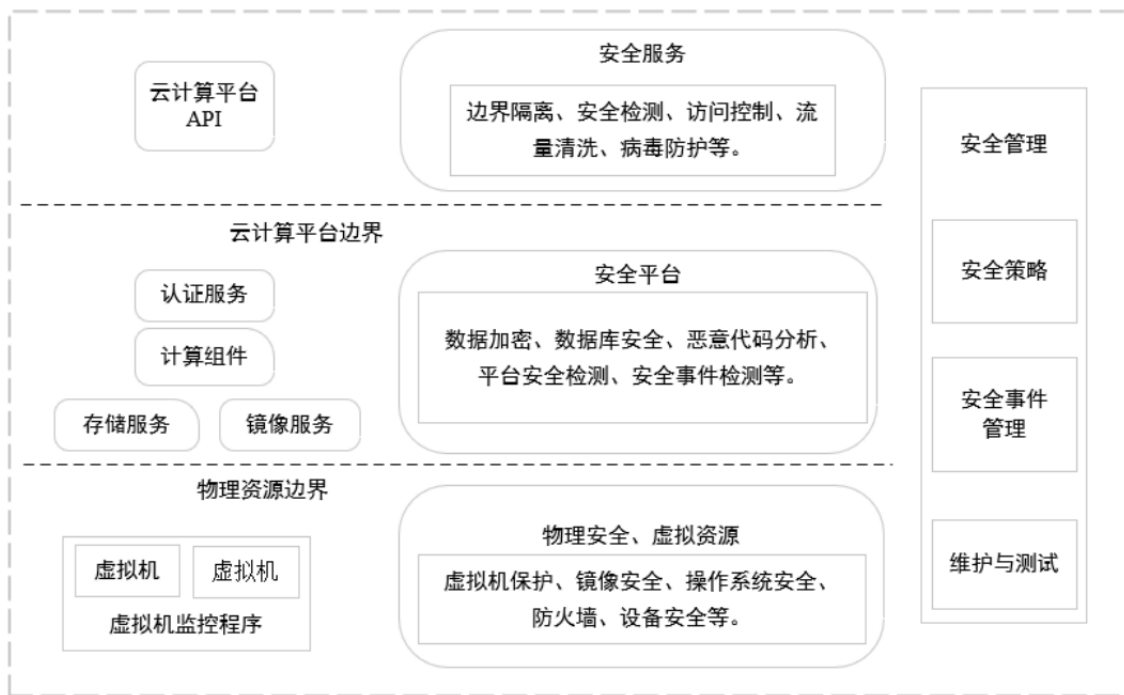 云计算平台
API
安全服务
边界隔离、安全检测、访问控制、流
量清洗、病毒防护等。
云计算平台边界
认证服务
计算组件
存储服务
镜像服务
安全平台
数据加密、数据库安全、恶意代码分析、
平台安全检测、安全事件检测等。
物理资源边界
虚拟机
虚拟机
虚拟机监控程序
物理安全、虚拟资源
虚拟机保护、镜像安全、操作系统安全、
防火墙、设备安全等。
安全管理
安全策略
安全事件
管理
维护与测试